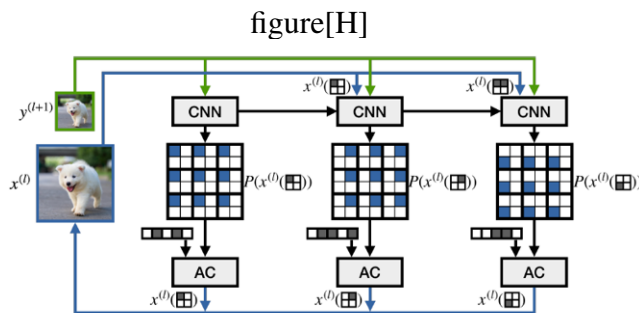 figure[H]
x^(l)(⊞) x^(l)(⊞)
y^(l+1)
CNN CNN CNN
x^(l) P(x^(l)(⊞)) P(x^(l)(⊞)) P(x^(l)(⊞))
AC AC AC
x^(l)(⊞) x^(l)(⊞) x^(l)(⊞)